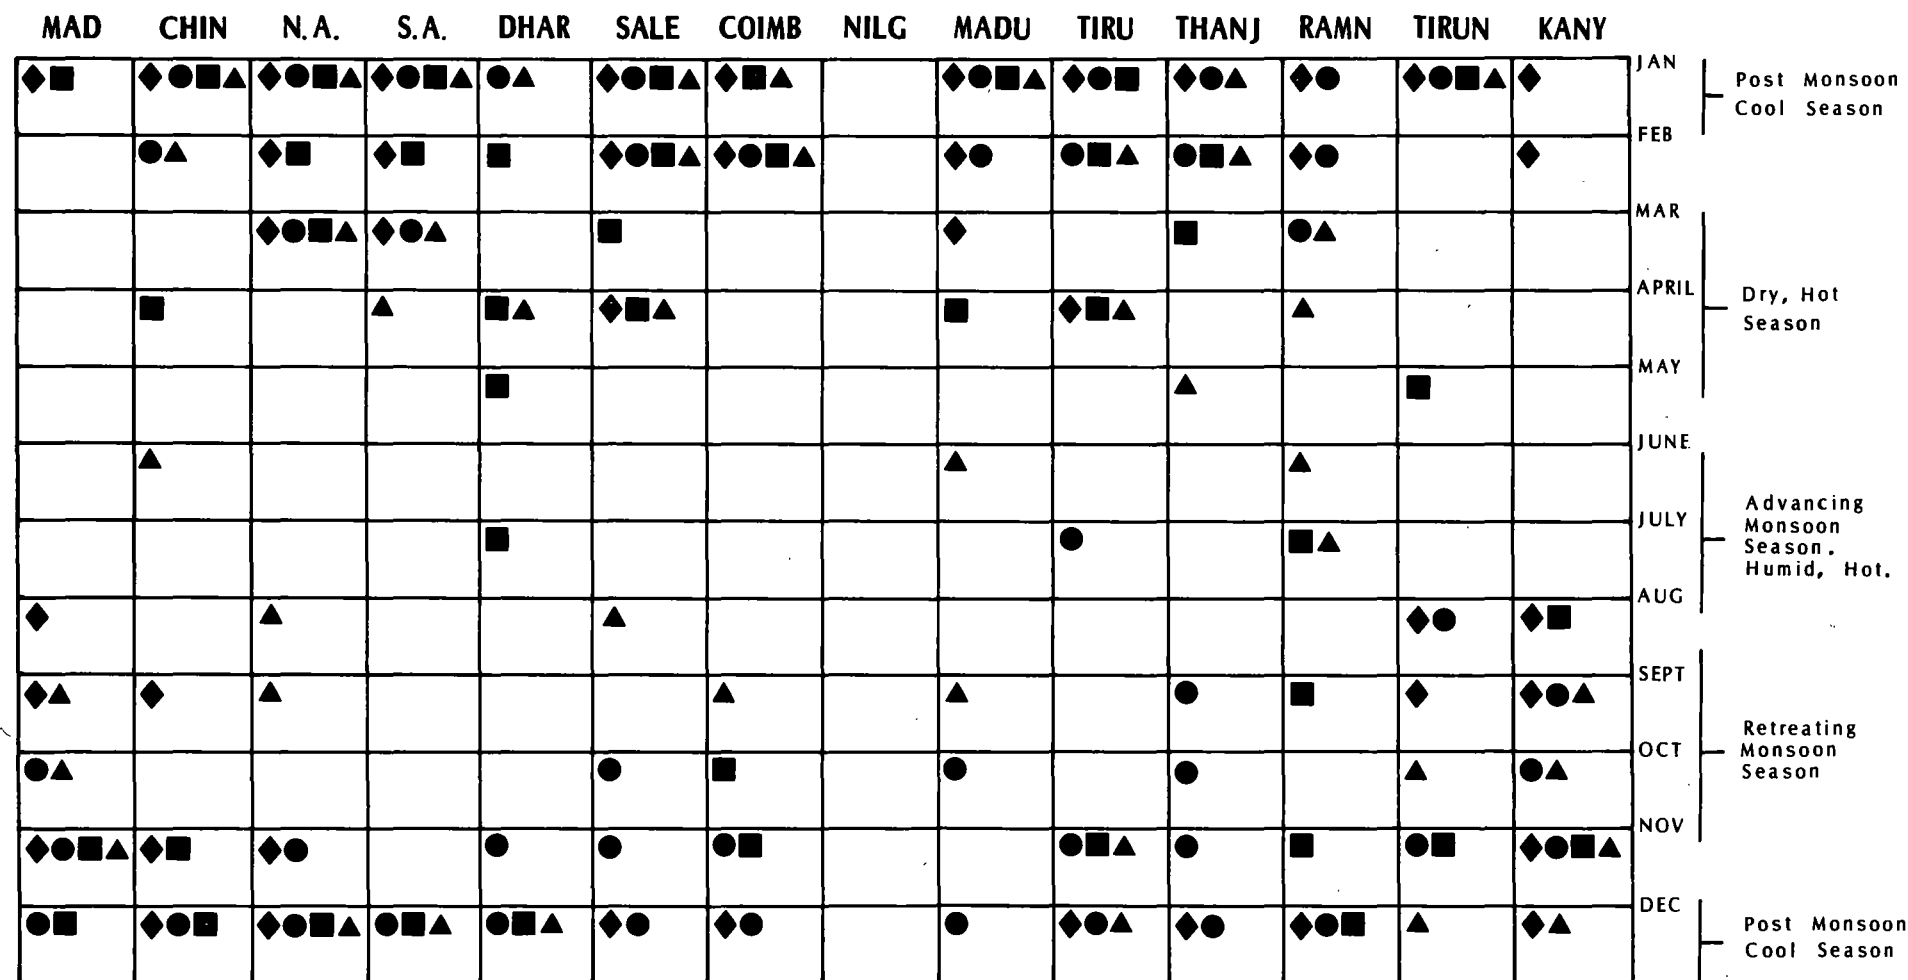 MAD CHIN N.A. S.A. DHAR SALE COIMB NILG MADU TIRU THANJ RAMN TIRUN KANY
JAN
Post Monsoon
Cool Season
FEB
MAR
APRIL
Dry, Hot
Season
MAY
JUNE
Advancing
Monsoon
Season.
Humid, Hot.
JULY
AUG
SEPT
Retreating
Monsoon
Season
OCT
NOV
DEC
Post Monsoon
Cool Season